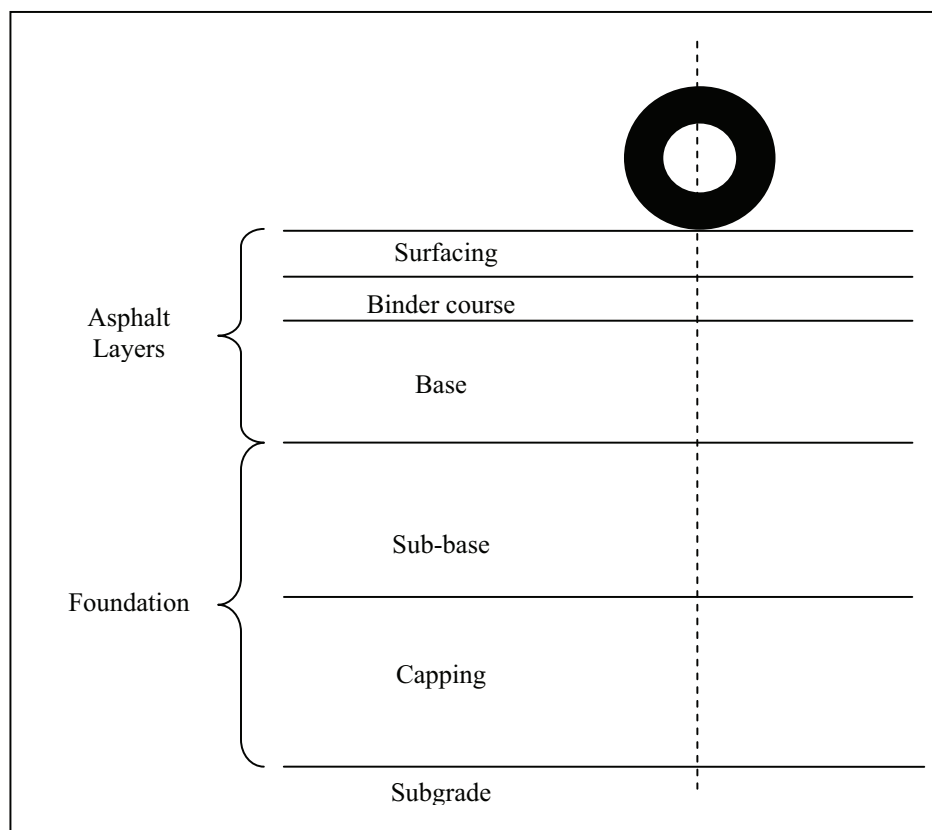 Surfacing
Binder course
Asphalt
Layers
Base
Sub-base
Foundation
Capping
Subgrade